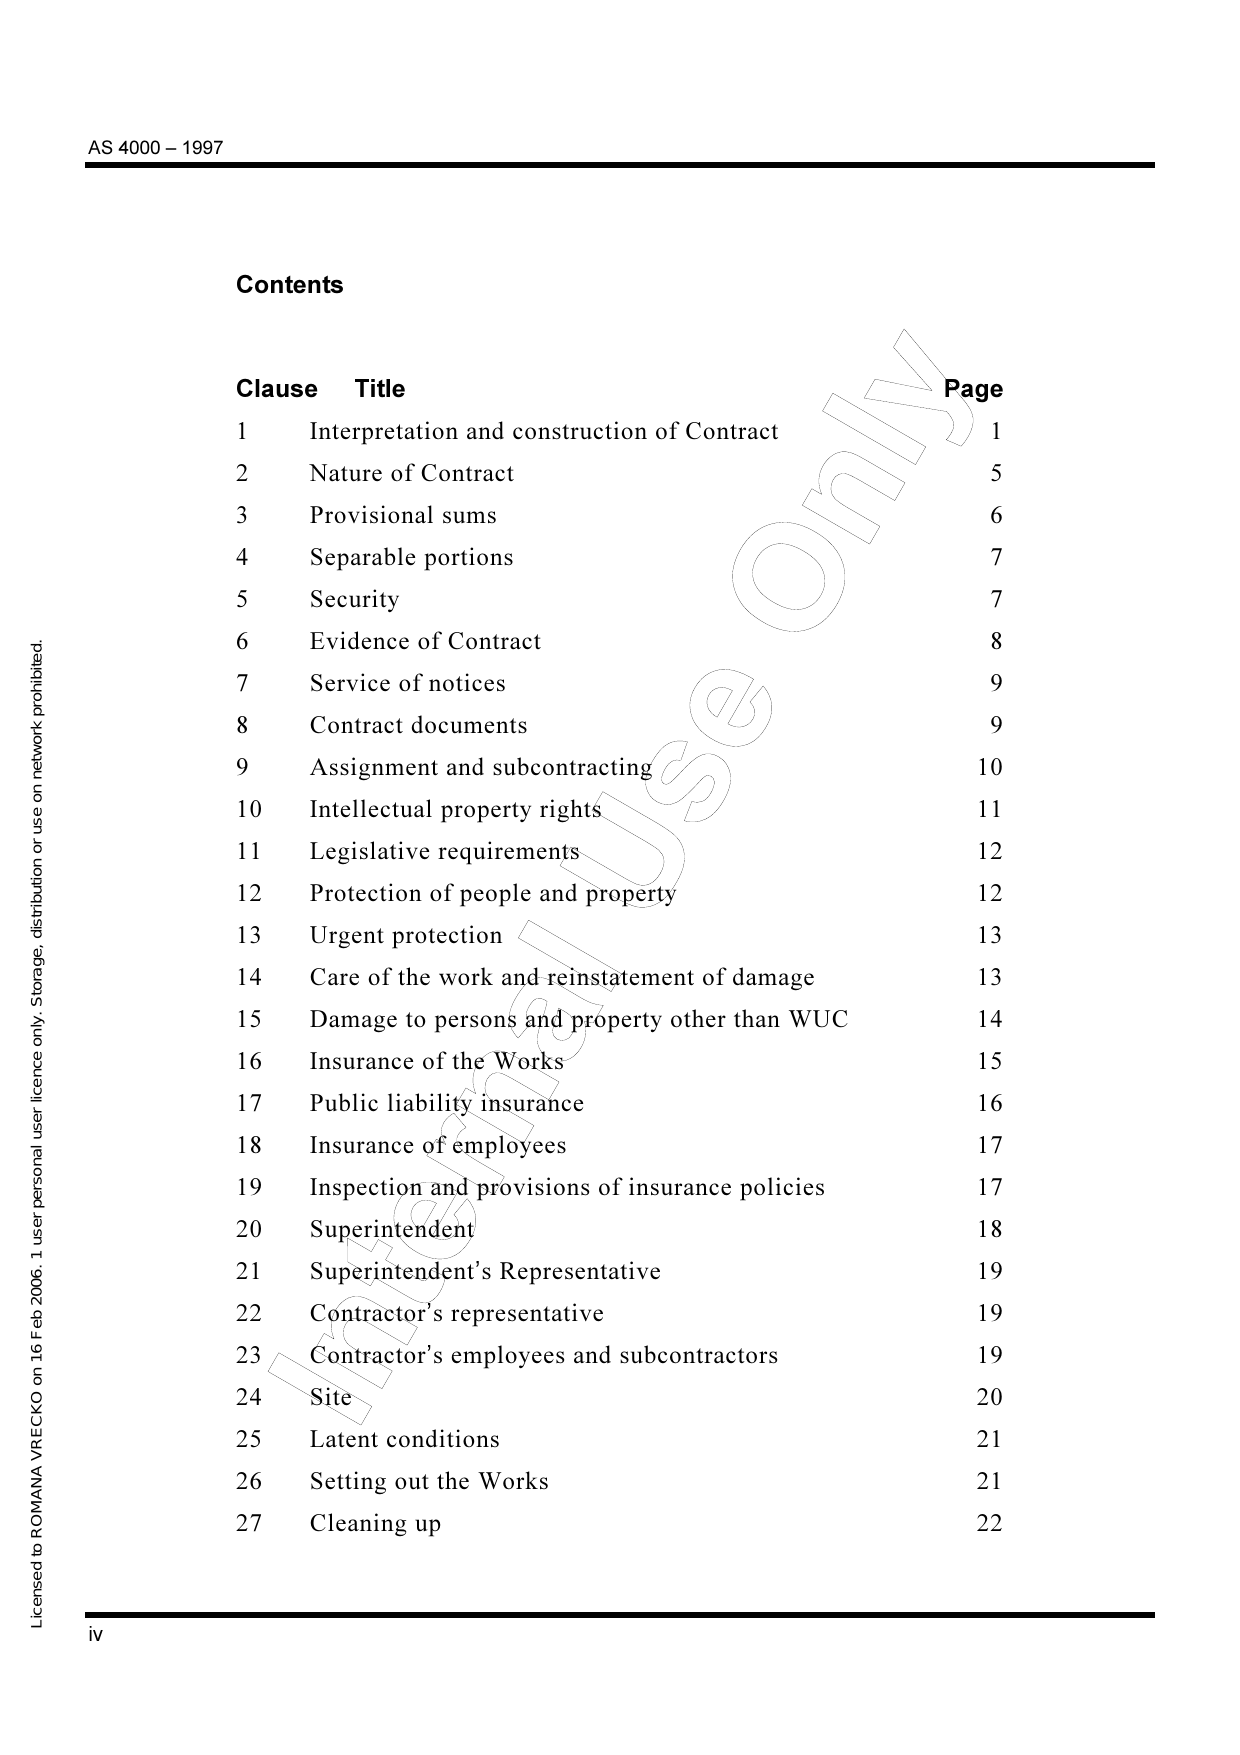 AS 4000 – 1997
Contents
Clause Title Page
1 Interpretation and construction of Contract 1
2 Nature of Contract 5
3 Provisional sums 6
4 Separable portions 7
5 Security 7
6 Evidence of Contract 8
7 Service of notices 9
8 Contract documents 9
9 Assignment and subcontracting 10
10 Intellectual property rights 11
11 Legislative requirements 12
12 Protection of people and property 12
13 Urgent protection 13
14 Care of the work and reinstatement of damage 13
15 Damage to persons and property other than WUC 14
16 Insurance of the Works 15
17 Public liability insurance 16
18 Insurance of employees 17
19 Inspection and provisions of insurance policies 17
20 Superintendent 18
21 Superintendent’s Representative 19
22 Contractor’s representative 19
23 Contractor’s employees and subcontractors 19
24 Site 20
25 Latent conditions 21
26 Setting out the Works 21
27 Cleaning up 22
iv
Licensed to ROMANA VRECKO on 16 Feb 2006. 1 user personal user licence only. Storage, distribution or use on network prohibited.
Internal Use Only